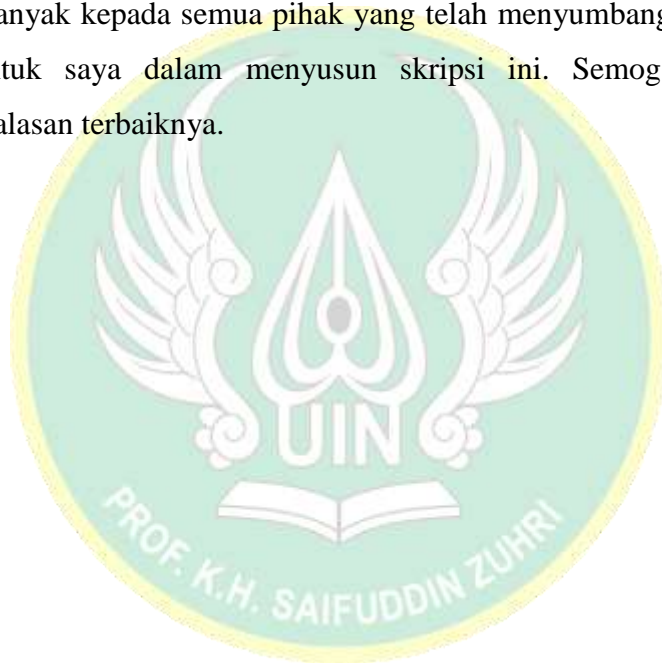 anyak kepada semua pihak yang telah menyumbang
tuk saya dalam menyusun skripsi ini. Semog
alasan terbaiknya.
UIN
PROF. K.H. SAIFUDDIN ZUHRI